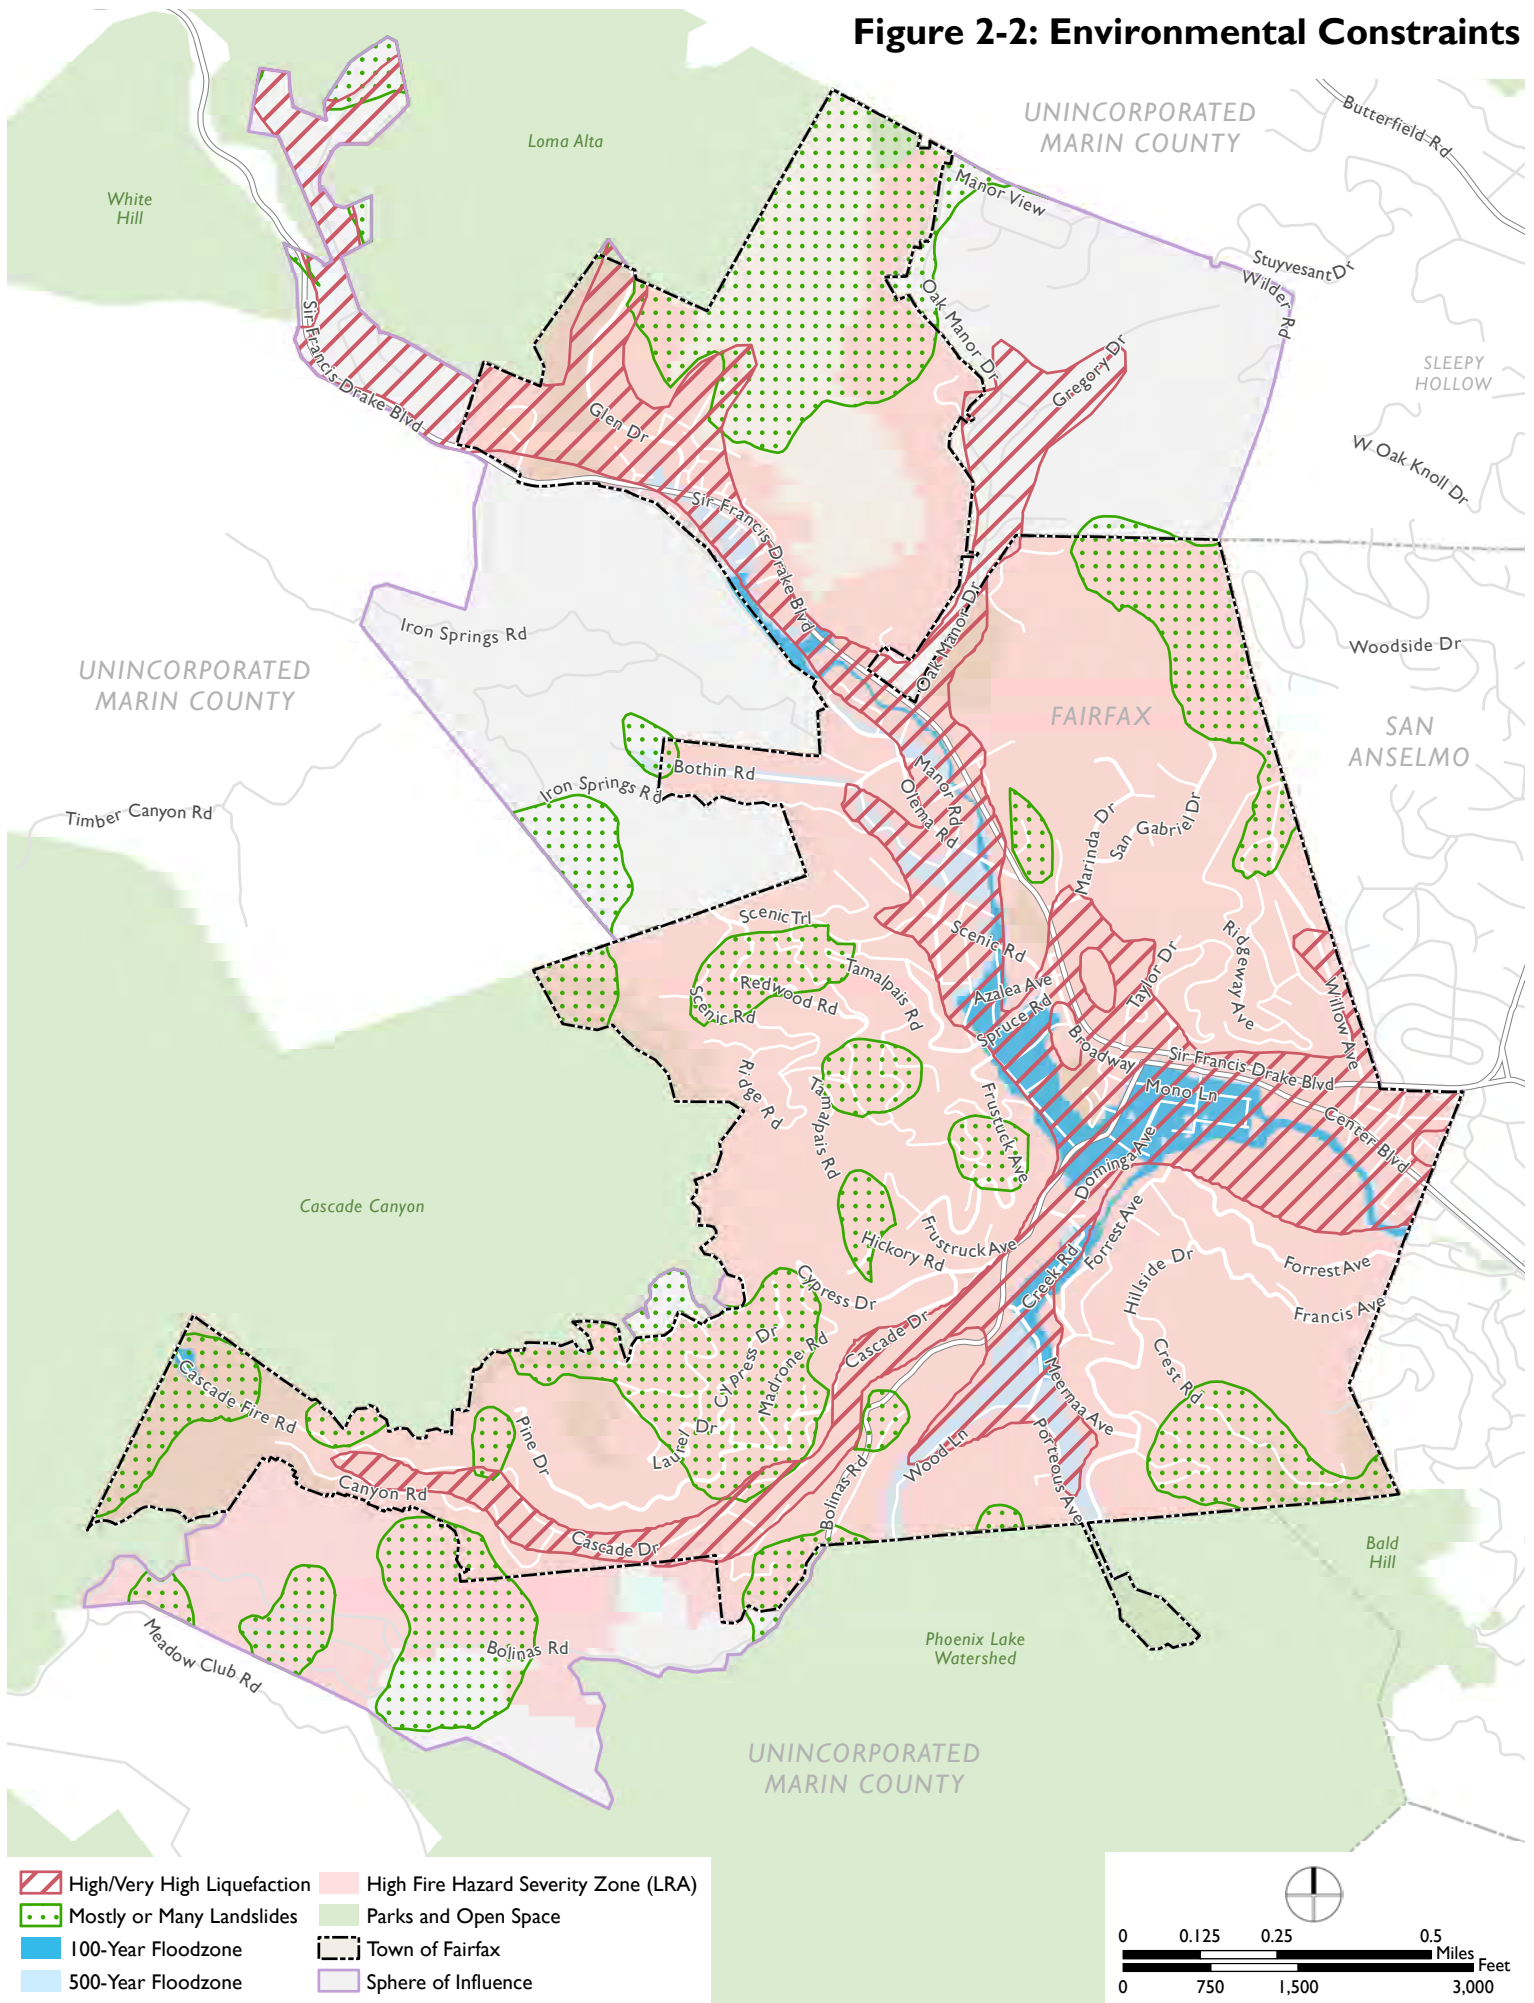 Figure 2-2: Environmental Constraints
UNINCORPORATED
MARIN COUNTY
Butterfield Rd
Loma Alta
White
Hill
Manor View
Stuyvesant Dr
Wilder Rd
Oak Manor Dr
Sir Francis Drake Blvd
Gregory Dr
SLEEPY
HOLLOW
Glen Dr
W Oak Knoll Dr
Sir Francis Drake Blvd
Iron Springs Rd
Oak Manor Dr
Woodside Dr
UNINCORPORATED
MARIN COUNTY
FAIRFAX
SAN
ANSELMO
Bothin Rd
Iron Springs Rd
Manor Rd
Olema Rd
Timber Canyon Rd
Marinda Dr
San Gabriel Dr
Scenic Trl
Scenic Rd
Ridgeway Ave
Tamalpais Rd
Redwood Rd
Scenic Rd
Azalea Ave
Taylor Dr
Willow Ave
Spruce Rd
Broadway
Sir Francis Drake Blvd
Ridge Rd
Tamalpais Rd
Frustuck Ave
Mono Ln
Center Blvd
Dominga Ave
Cascade Canyon
Frustruck Ave
Hickory Rd
Forrest Ave
Creek Rd
Hillside Dr
Forrest Ave
Francis Ave
Cypress Dr
Cascade Dr
Cypress Dr
Madrone Rd
Crest Rd
Meernaa Ave
Cascade Fire Rd
Pine Dr
Laurel Dr
Wood Ln
Porteous Ave
Canyon Rd
Bolinas Rd
Cascade Dr
Bald
Hill
Meadow Club Rd
Bolinas Rd
Phoenix Lake
Watershed
UNINCORPORATED
MARIN COUNTY
High/Very High Liquefaction
Mostly or Many Landslides
100-Year Floodzone
500-Year Floodzone
High Fire Hazard Severity Zone (LRA)
Parks and Open Space
Town of Fairfax
Sphere of Influence
0 0.125 0.25 0.5
Miles
Feet
0 750 1,500 3,000